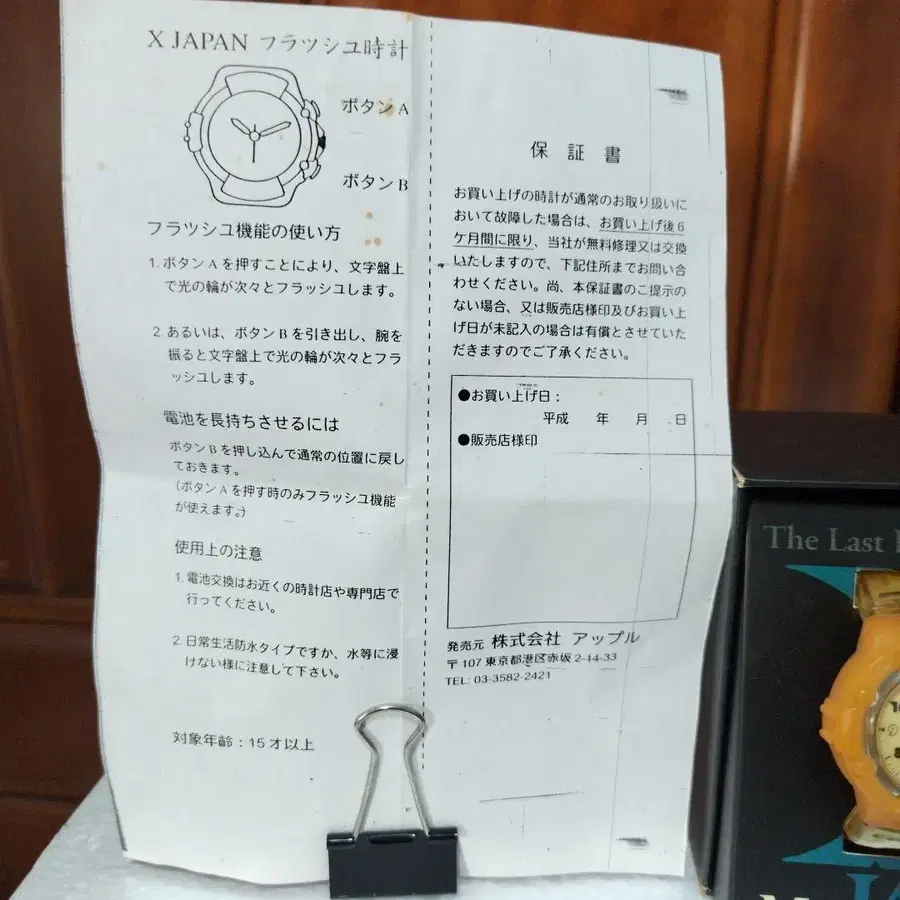 X JAPAN フラッシユ時計
ボタン A
ボタン B
フラツシユ機能の使い方
1. ボタン A を押すことにより、文字盤上
で光の輪が次々とフラッシュします。
2. あるいは、ボタン B を引き出し、腕を
振ると文字盤上で光の輪が次々とフラ
ッシユします。
電池を長持ちさせるには
ボタン B を押し込んで通常の位置に戻し
ておきます。
(ボタン A を押す時のみフラッシュ機能
が使えます。)
使用上の注意
1. 電池交換はお近くの時計店や専門店で
行ってください。
2. 日常生活防水タイプですが、水等に浸
けない様に注意して下さい。
対象年齢：15才以上
保 証 書
お買い上げの時計が通常のお取り扱いに
おいて故障した場合は、お買い上げ後6
ケ月間に限り、当社が無料修理又は交換
いたしますので、下記住所までお問い合
わせください。尚、本保証書のご提示の
ない場合、又は販売店様印及びお買い上
げ日が未記入の場合は有償とさせていた
だきますのでご了承ください。
●お買い上げ日：
平成 年 月 日
●販売店様印
発売元 株式会社 アップル
〒107 東京都港区赤坂 2-14-33
TEL: 03-3582-2421
The Last